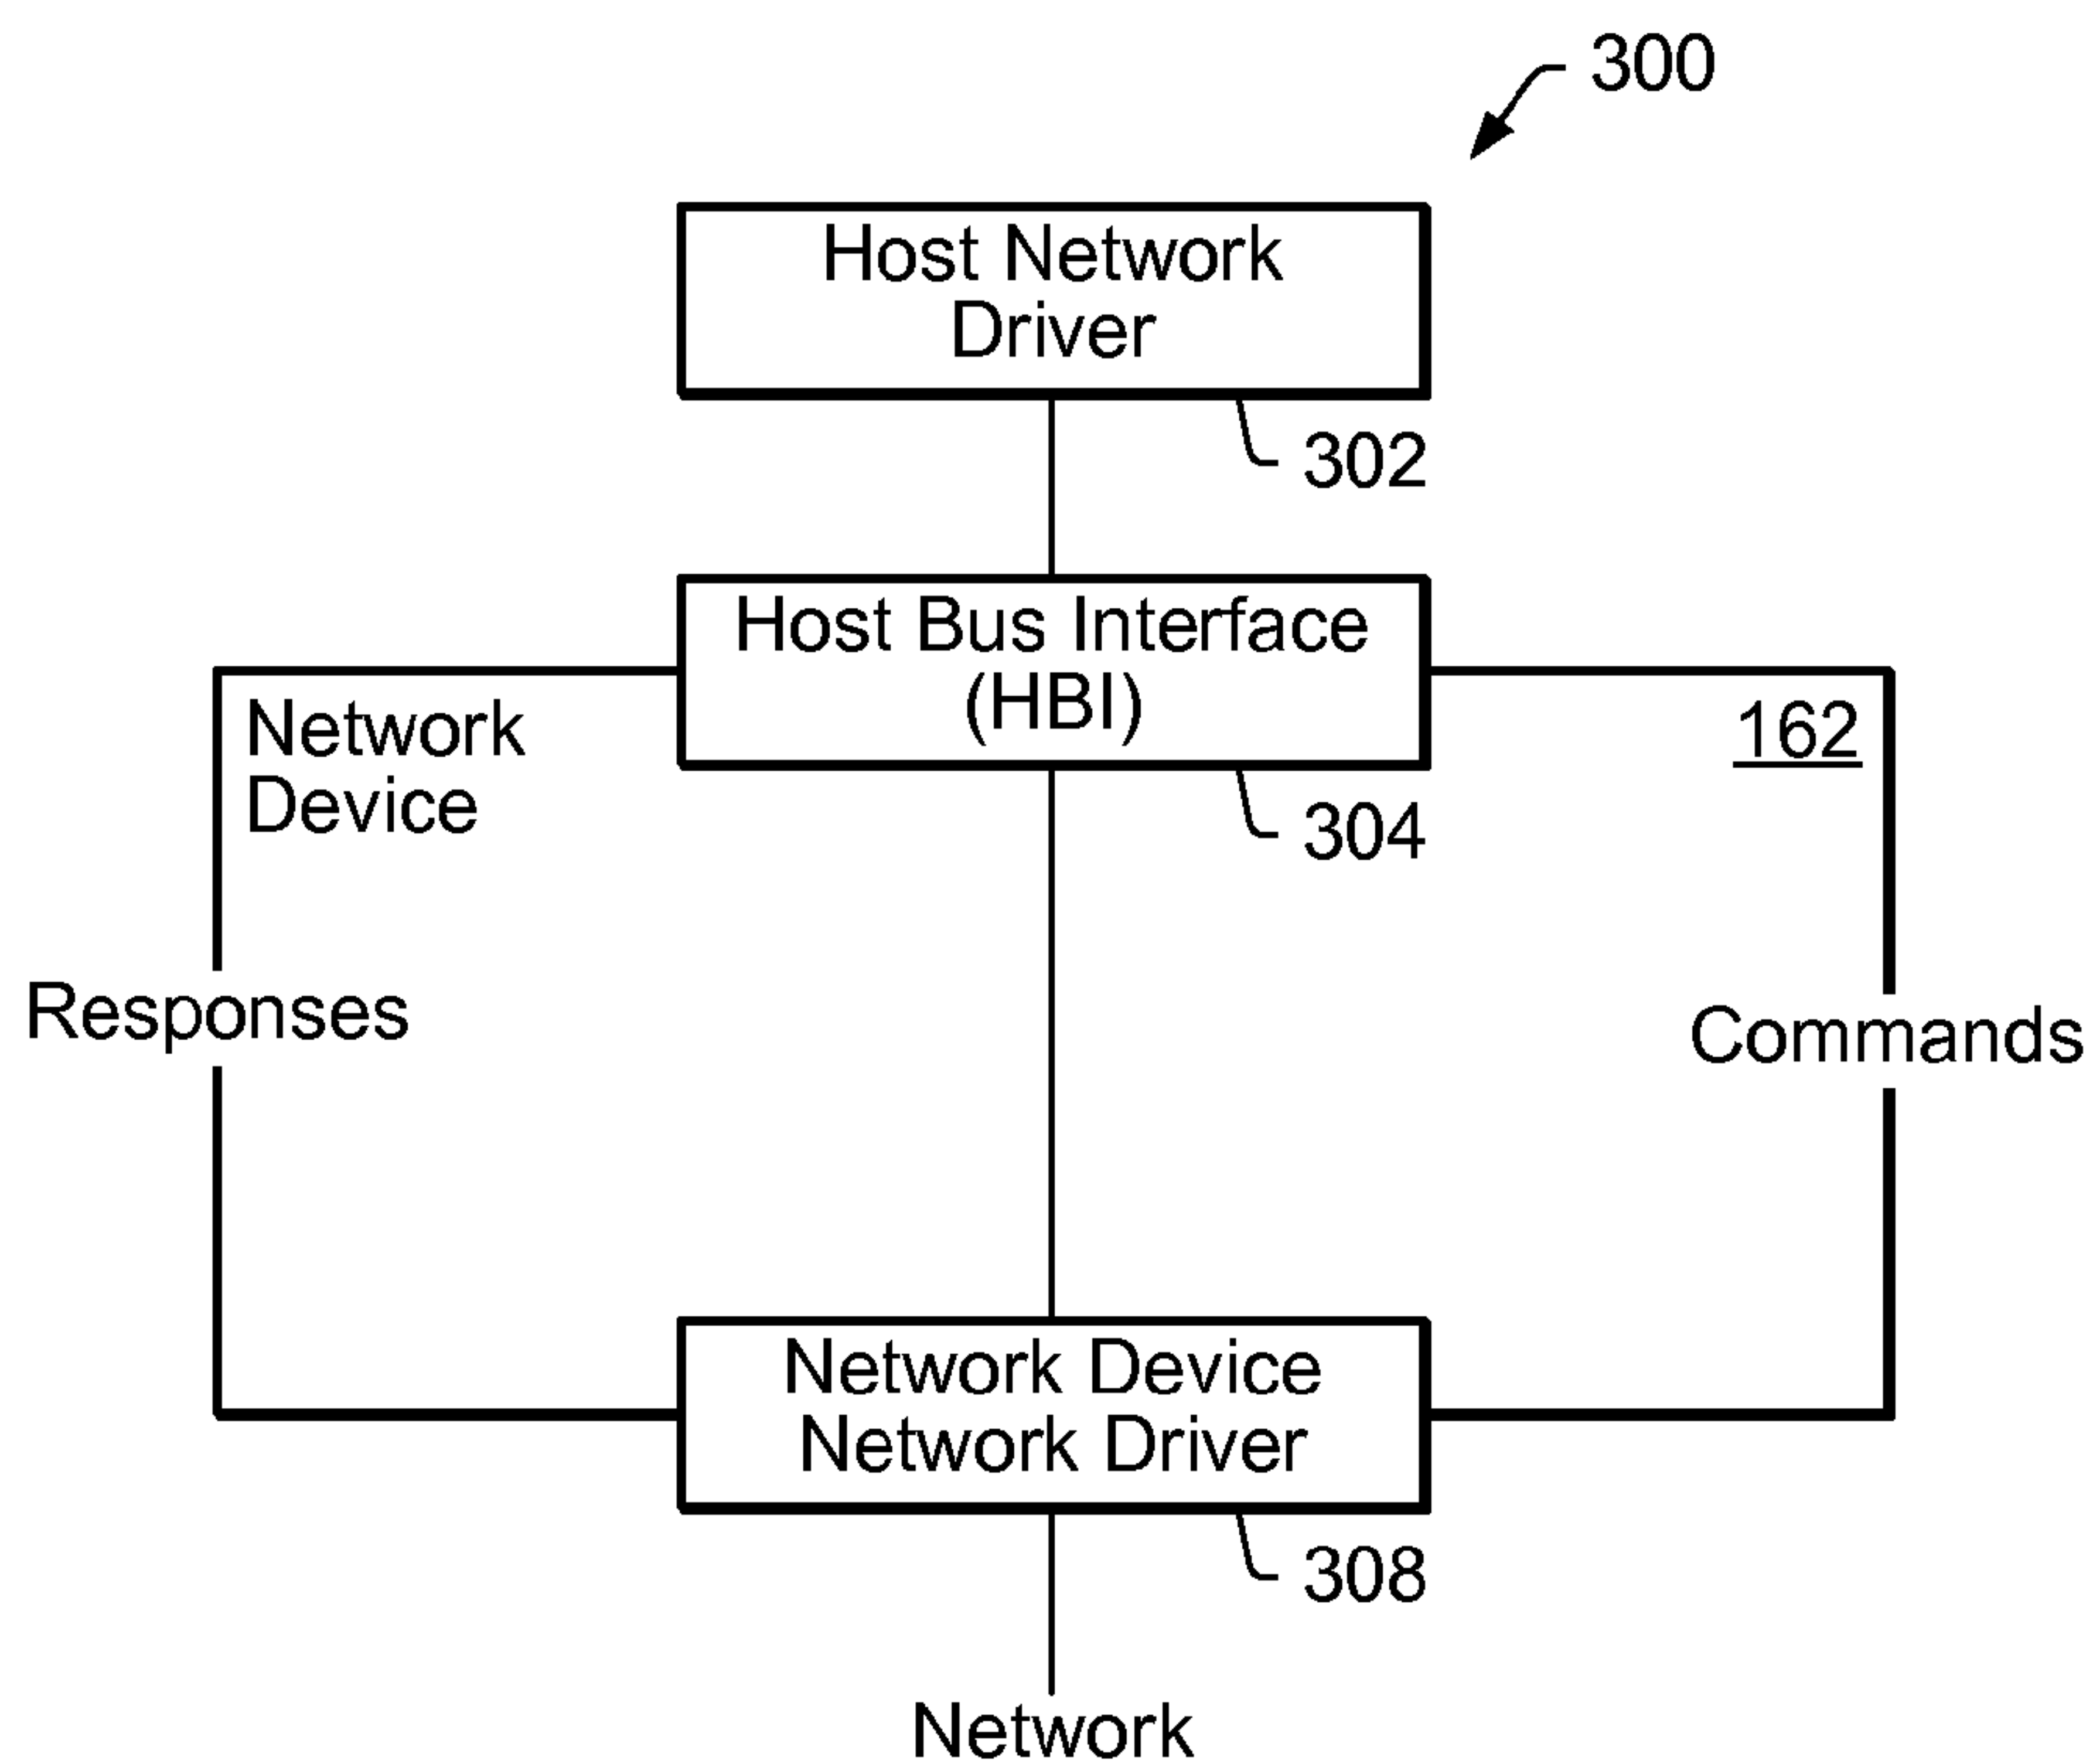 300
Host Network
Driver
302
Host Bus Interface
(HBI)
Network
Device
162
304
Responses
Commands
Network Device
Network Driver
308
Network